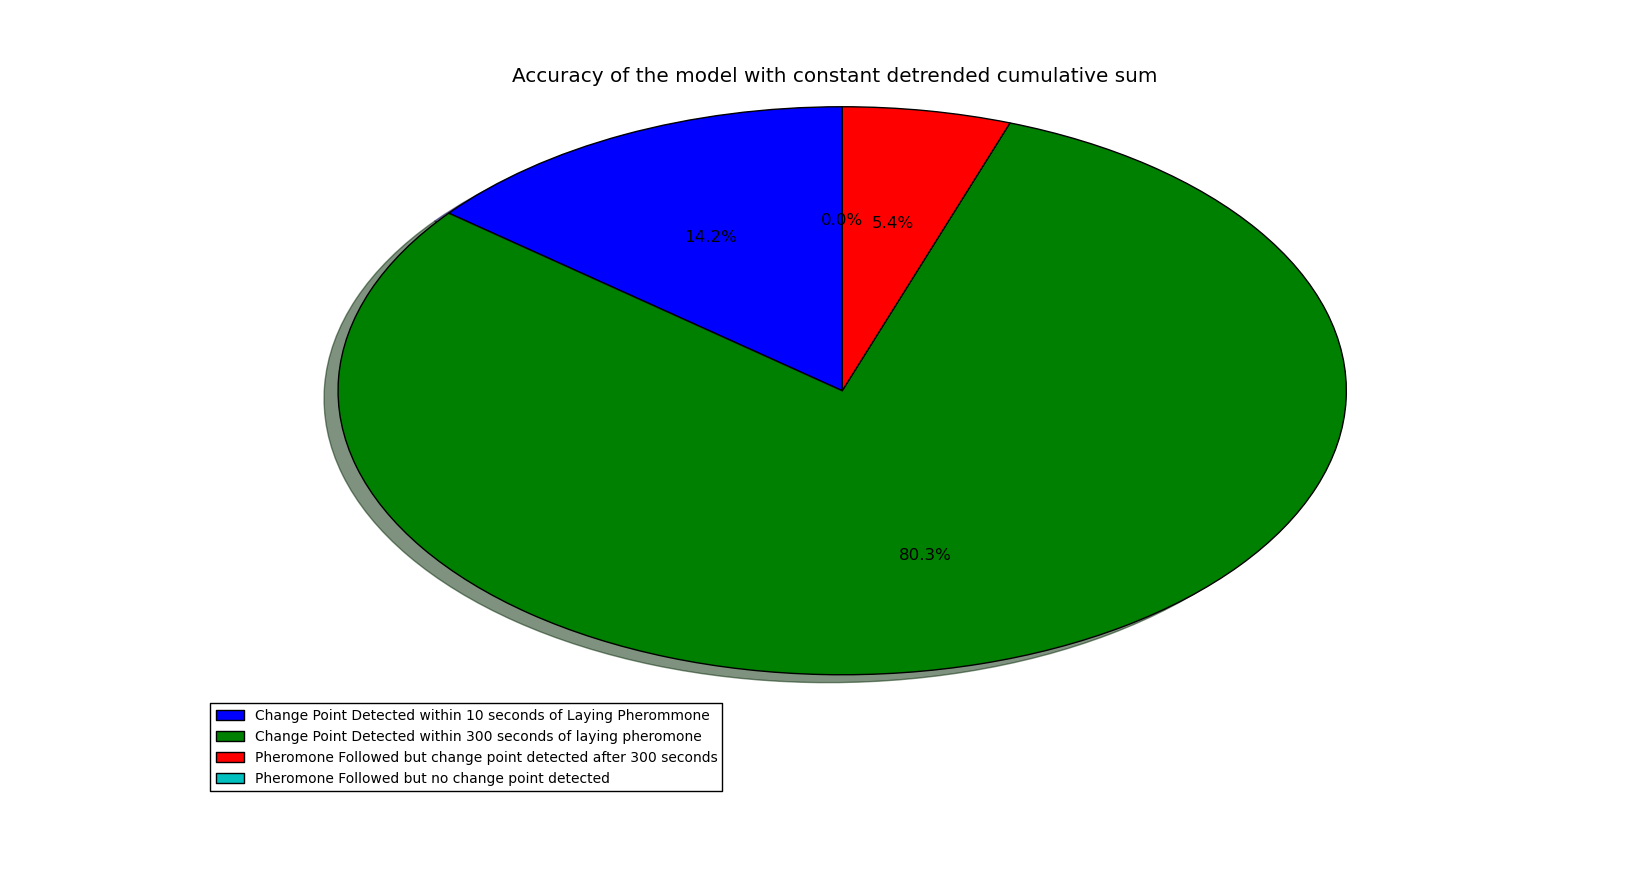 Accuracy of the model with constant detrended cumulative sum
0.0%
5.4%
14.2%
80.3%
Change Point Detected within 10 seconds of Laying Pherommone
Change Point Detected within 300 seconds of laying pheromone
Pheromone Followed but change point detected after 300 seconds
Pheromone Followed but no change point detected